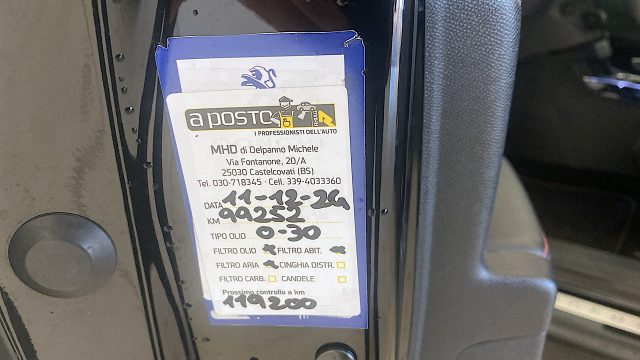 a POSTO
I PROFESSIONISTI DELL'AUTO
MHD di Delpanno Michele
Via Fontanone, 20/A
25030 Castelcovati (BS)
Tel. 030-718345 - Cell. 339-4033360
DATA 11-12-24
KM 99252
TIPO OLIO 0-30
FILTRO OLIO FILTRO ABIT.
FILTRO ARIA CINGHIA DISTR.
FILTRO CARB. CANDELE
Prossimo controllo a km
119200